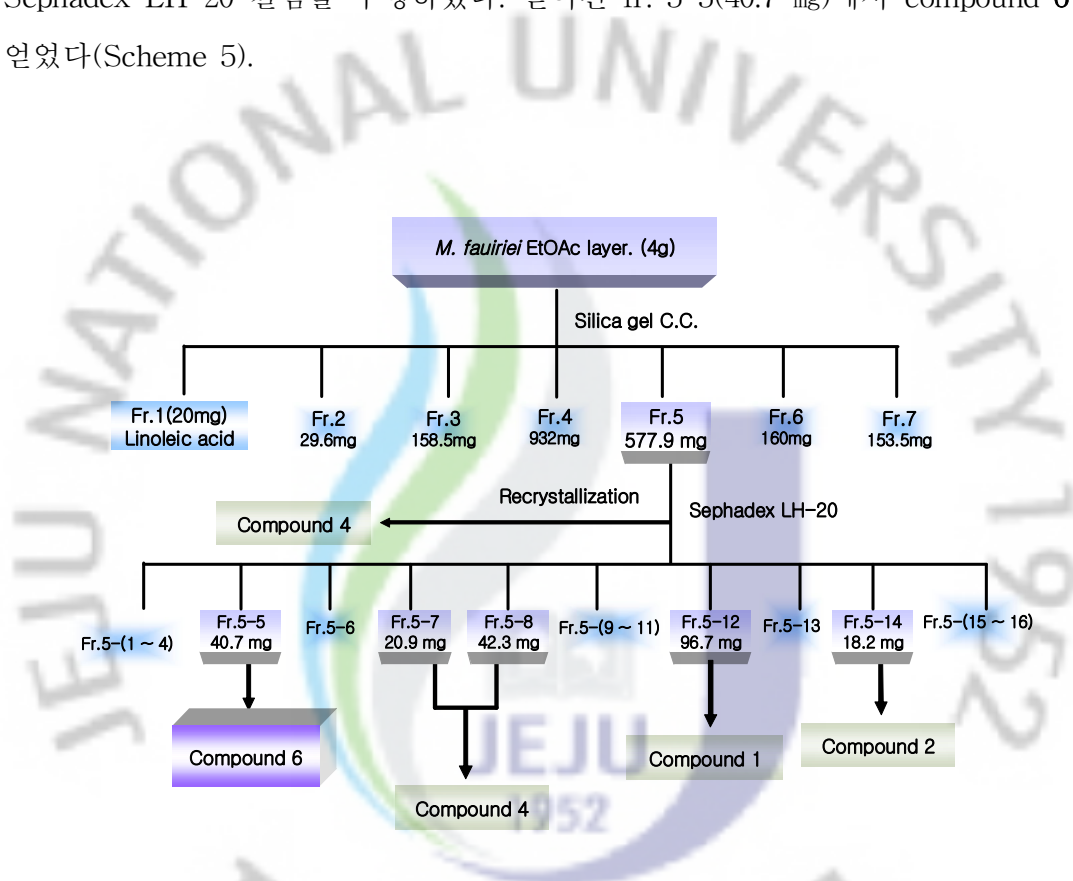 얻었다(Scheme 5).
JEJU NATIONAL UNIVERSITY 1952
M. fauiriei EtOAc layer. (4g)
Silica gel C.C.
Fr.1(20mg)
Linoleic acid
Fr.2
29.6mg
Fr.3
158.5mg
Fr.4
932mg
Fr.5
577.9 mg
Fr.6
160mg
Fr.7
153.5mg
Recrystallization
Sephadex LH-20
Compound 4
Fr.5-(1 ~ 4)
Fr.5-5
40.7 mg
Fr.5-6
Fr.5-7
20.9 mg
Fr.5-8
42.3 mg
Fr.5-(9 ~ 11)
Fr.5-12
96.7 mg
Fr.5-13
Fr.5-14
18.2 mg
Fr.5-(15 ~ 16)
Compound 6
Compound 4
Compound 1
Compound 2
JEJU
1952